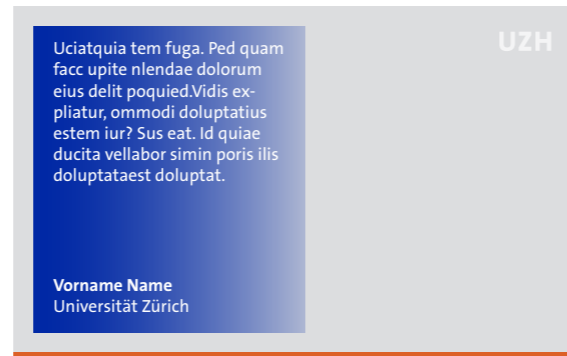 Uciatquia tem fuga. Ped quam
facc upite nlendae dolorum
eius delit poquied.Vidis ex-
pliatur, ommodi doluptatius
estem iur? Sus eat. Id quiae
ducita vellabor simin poris ilis
doluptataest doluptat.
Vorname Name
Universität Zürich
UZH